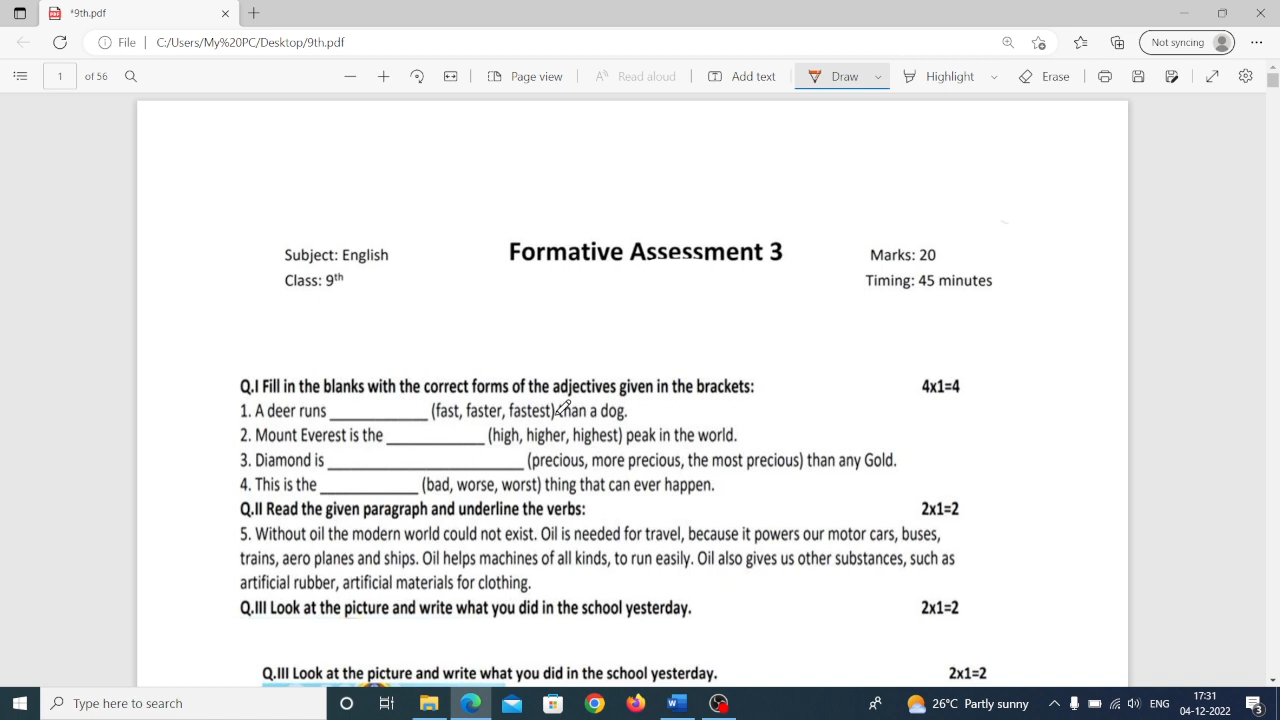 *9th.pdf
File
C:/Users/My%20PC/Desktop/9th.pdf
Not syncing
1 of 56
Page view
Read aloud
Add text
Draw
Highlight
Erase
Formative Assessment 3
Subject: English
Marks: 20
Class: 9th
Timing: 45 minutes
Q.I Fill in the blanks with the correct forms of the adjectives given in the brackets: 4x1=4
1. A deer runs ____________ (fast, faster, fastest) than a dog.
2. Mount Everest is the ____________ (high, higher, highest) peak in the world.
3. Diamond is ________________________ (precious, more precious, the most precious) than any Gold.
4. This is the ____________ (bad, worse, worst) thing that can ever happen.
Q.II Read the given paragraph and underline the verbs: 2x1=2
5. Without oil the modern world could not exist. Oil is needed for travel, because it powers our motor cars, buses,
trains, aero planes and ships. Oil helps machines of all kinds, to run easily. Oil also gives us other substances, such as
artificial rubber, artificial materials for clothing.
Q.III Look at the picture and write what you did in the school yesterday. 2x1=2
Q.III Look at the picture and write what you did in the school yesterday. 2x1=2
Type here to search
26°C Partly sunny
ENG
17:31
04-12-2022
3